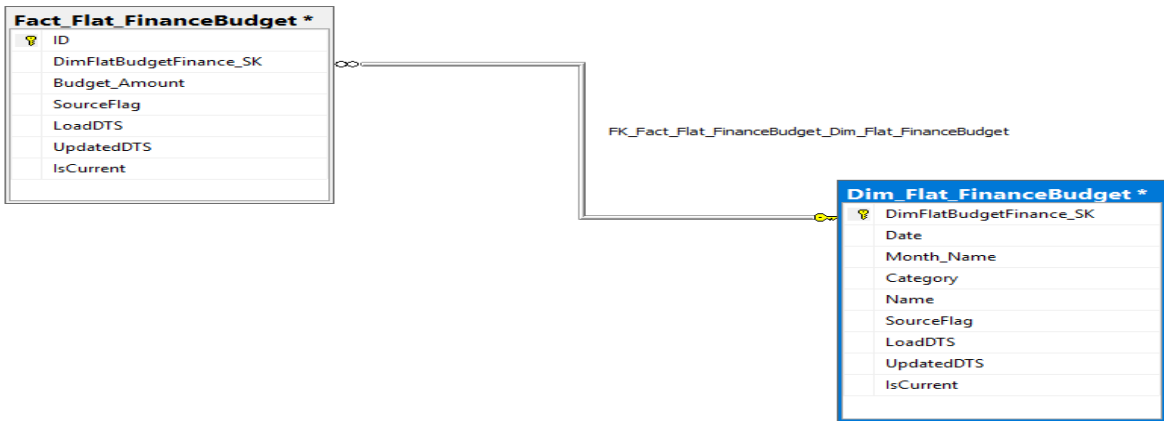 Fact_Flat_FinanceBudget *
ID
DimFlatBudgetFinance_SK
Budget_Amount
SourceFlag
LoadDTS
UpdatedDTS
IsCurrent
FK_Fact_Flat_FinanceBudget_Dim_Flat_FinanceBudget
Dim_Flat_FinanceBudget *
DimFlatBudgetFinance_SK
Date
Month_Name
Category
Name
SourceFlag
LoadDTS
UpdatedDTS
IsCurrent